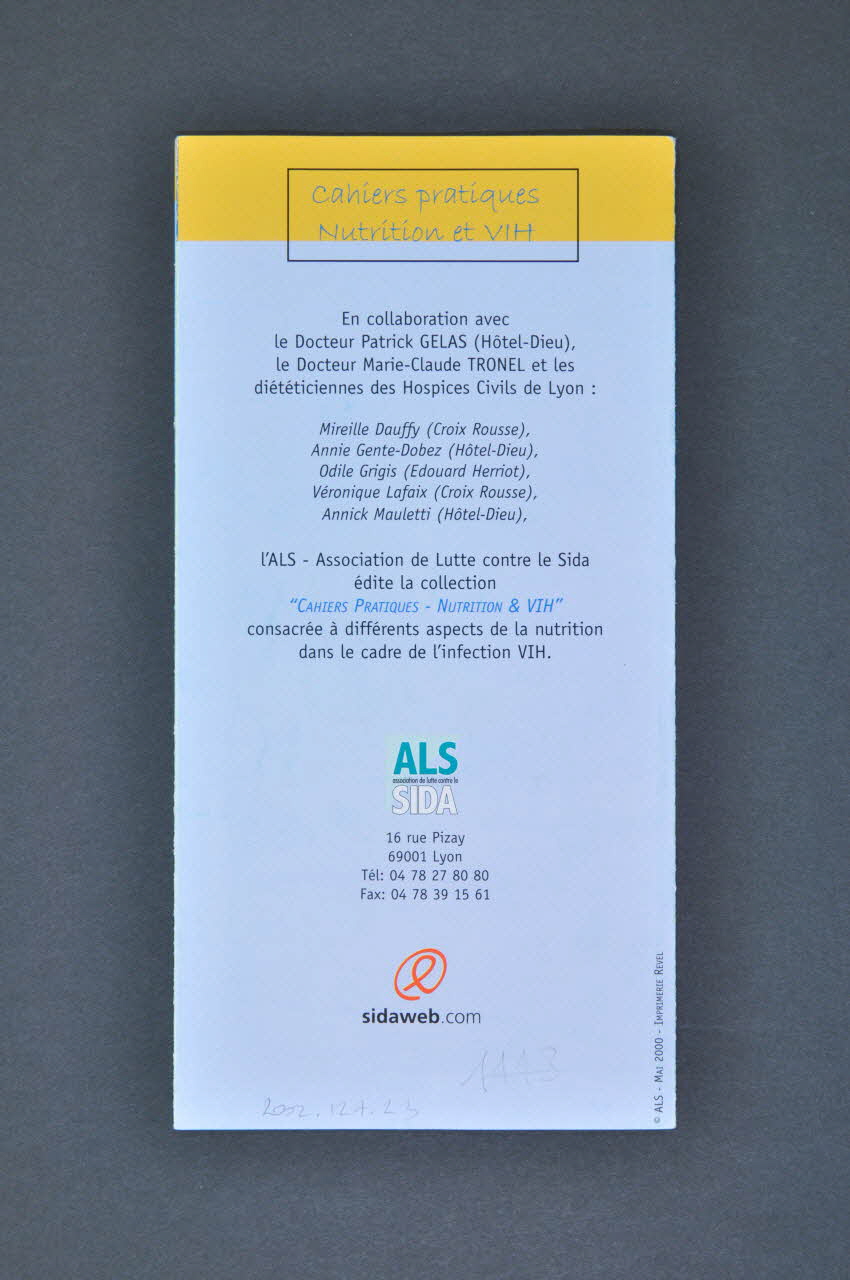 Cahiers pratiques
Nutrition et VIH
En collaboration avec
le Docteur Patrick GELAS (Hôtel-Dieu),
le Docteur Marie-Claude TRONEL et les
diététiciennes des Hospices Civils de Lyon :
Mireille Dauffy (Croix Rousse),
Annie Gente-Dobez (Hôtel-Dieu),
Odile Grigis (Edouard Herriot),
Véronique Lafaix (Croix Rousse),
Annick Mauletti (Hôtel-Dieu),
l'ALS - Association de Lutte contre le Sida
édite la collection
"CAHIERS PRATIQUES - NUTRITION & VIH"
consacrée à différents aspects de la nutrition
dans le cadre de l'infection VIH.
ALS
association de lutte contre le
SIDA
16 rue Pizay
69001 Lyon
Tél: 04 78 27 80 80
Fax: 04 78 39 15 61
sidaweb.com
© ALS - MAI 2000 - IMPRIMERIE REVEL